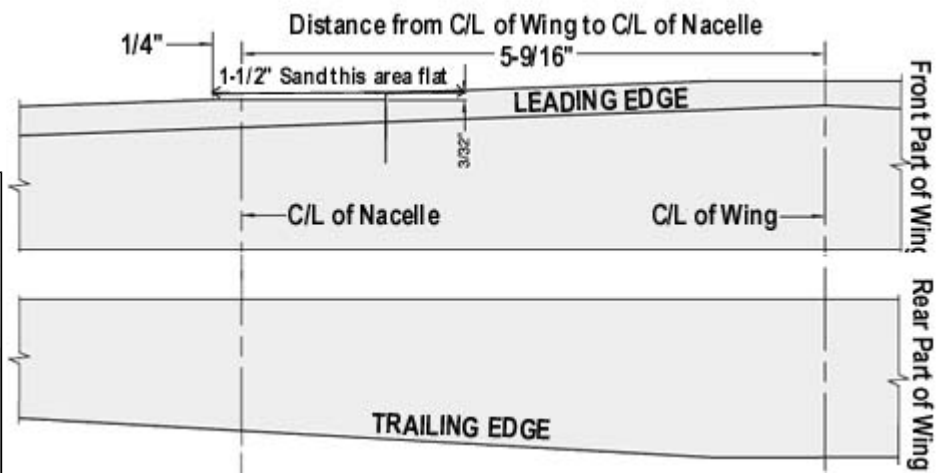 Distance from C/L of Wing to C/L of Nacelle
1/4"
5-9/16"
1-1/2" Sand this area flat
LEADING EDGE
3/32"
C/L of Nacelle
C/L of Wing
Front Part of Wing
TRAILING EDGE
Rear Part of Wing